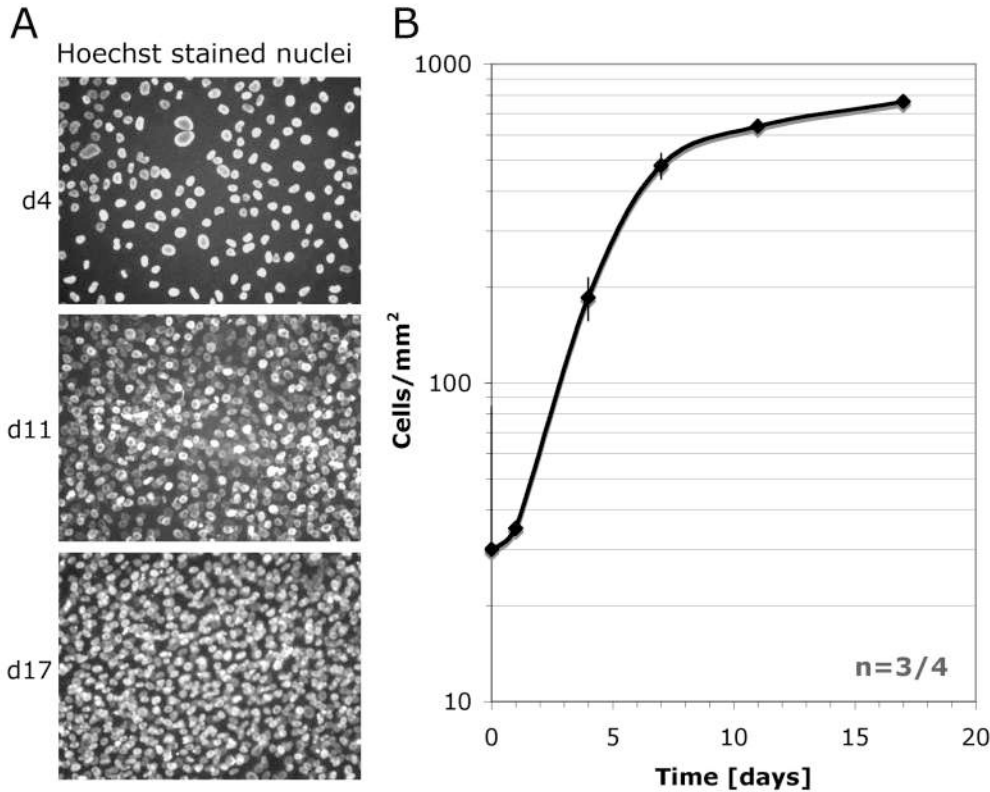 A
Hoechst stained nuclei
d4
d11
d17
B
1000
100
10
Cells/mm²
n=3/4
0 5 10 15 20
Time [days]